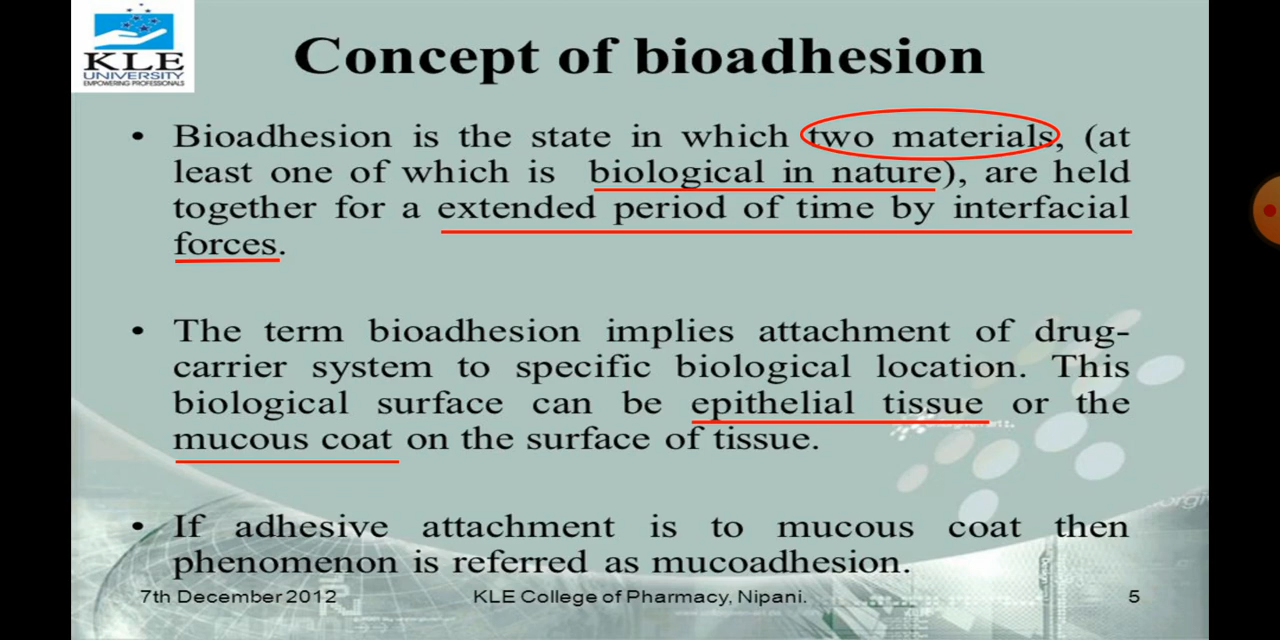 KLE
UNIVERSITY
EMPOWERING PROFESSIONALS
Concept of bioadhesion
• Bioadhesion is the state in which two materials, (at
least one of which is biological in nature), are held
together for a extended period of time by interfacial
forces.
• The term bioadhesion implies attachment of drug-
carrier system to specific biological location. This
biological surface can be epithelial tissue or the
mucous coat on the surface of tissue.
• If adhesive attachment is to mucous coat then
phenomenon is referred as mucoadhesion.
7th December 2012 KLE College of Pharmacy, Nipani. 5